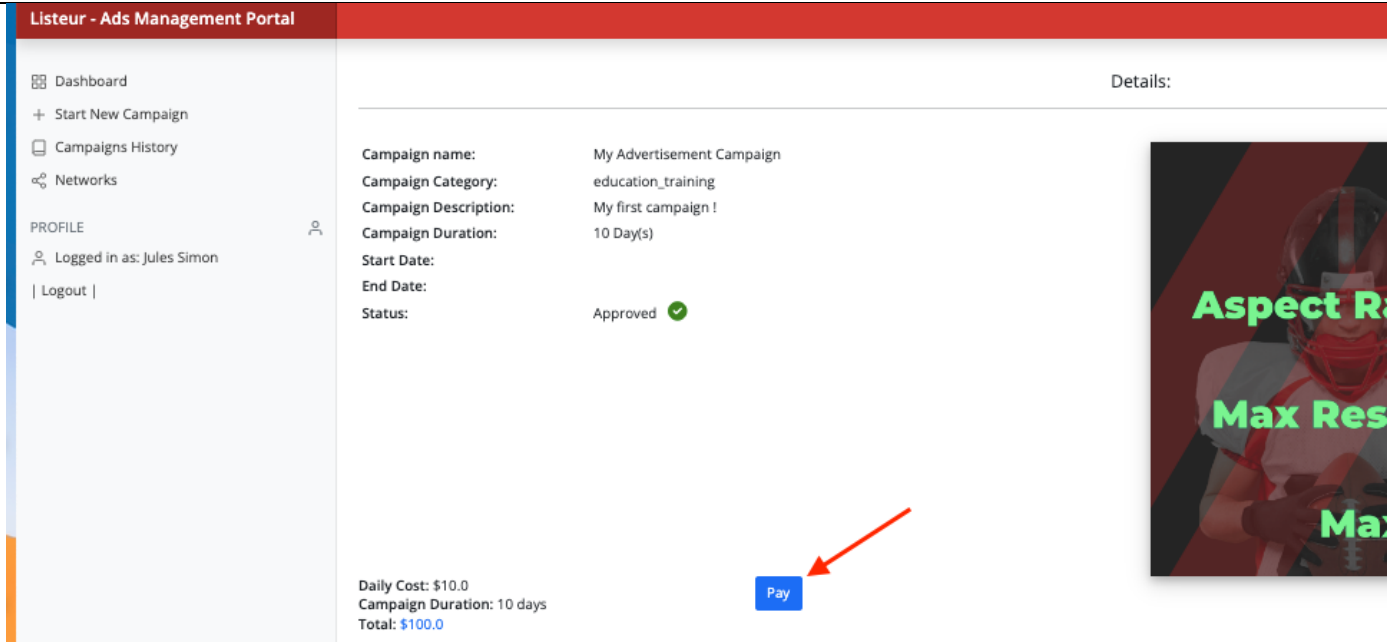 Listeur - Ads Management Portal
Dashboard
Start New Campaign
Campaigns History
Networks
PROFILE
Logged in as: Jules Simon
| Logout |
Details:
Campaign name: My Advertisement Campaign
Campaign Category: education_training
Campaign Description: My first campaign !
Campaign Duration: 10 Day(s)
Start Date:
End Date:
Status: Approved
Aspect
Max
Daily Cost: $10.0
Campaign Duration: 10 days
Total: $100.0
Pay